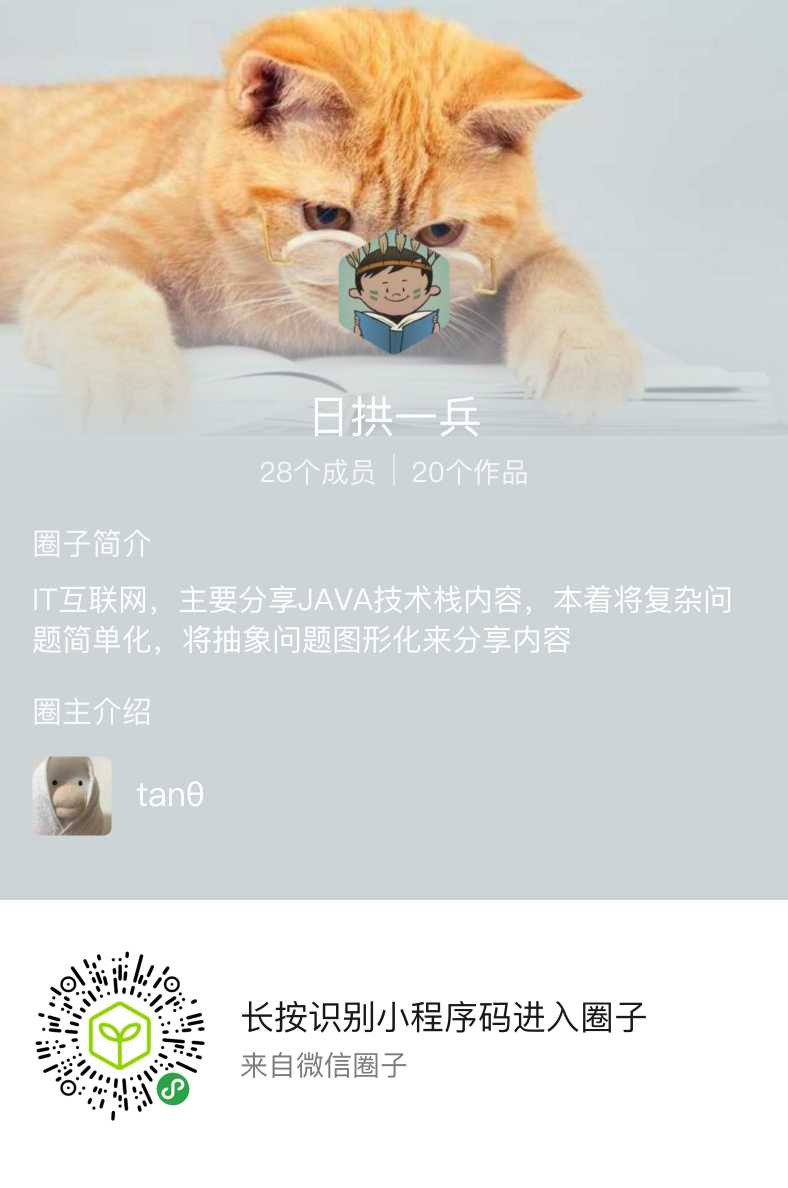 日拱一兵
28个成员 | 20个作品
圈子简介
IT互联网，主要分享JAVA技术栈内容，本着将复杂问
题简单化，将抽象问题图形化来分享内容
圈主介绍
tanθ
长按识别小程序码进入圈子
来自微信圈子